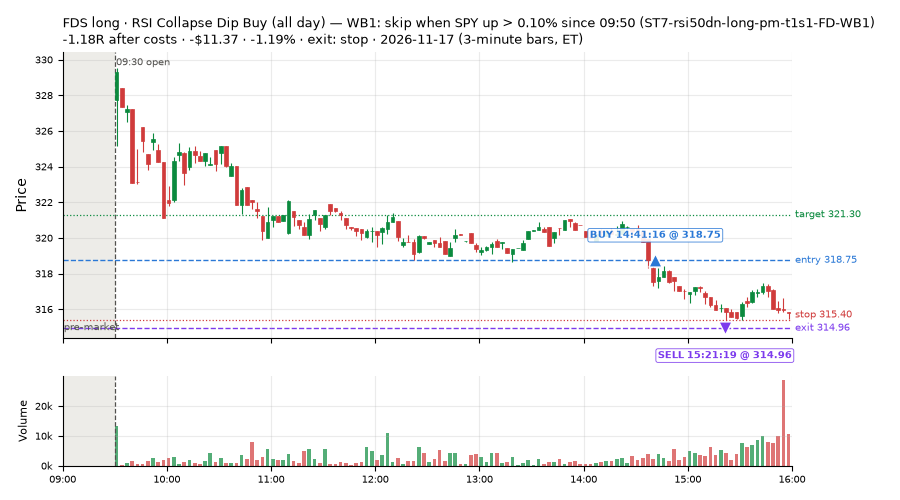 FDS long · RSI Collapse Dip Buy (all day) — WB1: skip when SPY up > 0.10% since 09:50 (ST7-rsi50dn-long-pm-t1s1-FD-WB1)
-1.18R after costs · -$11.37 · -1.19% · exit: stop · 2026-11-17 (3-minute bars, ET)
330
09:30 open
328
326
324
322
target 321.30
320
BUY 14:41:16 @ 318.75
entry 318.75
318
316
stop 315.40
pre-market
exit 314.96
SELL 15:21:19 @ 314.96
Price
20k
10k
0k
Volume
09:00
10:00
11:00
12:00
13:00
14:00
15:00
16:00